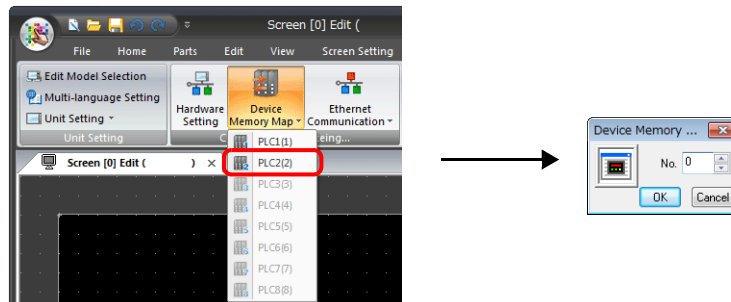 Screen [0] Edit (
File Home Parts Edit View Screen Setting
Edit Model Selection
Multi-language Setting
Unit Setting
Unit Setting
Hardware Setting
Device Memory Map
Ethernet Communication
C
eing...
Screen [0] Edit ( ) ×
PLC1(1)
PLC2(2)
PLC3(3)
PLC4(4)
PLC5(5)
PLC6(6)
PLC7(7)
PLC8(8)
Device Memory ...
No. 0
OK Cancel